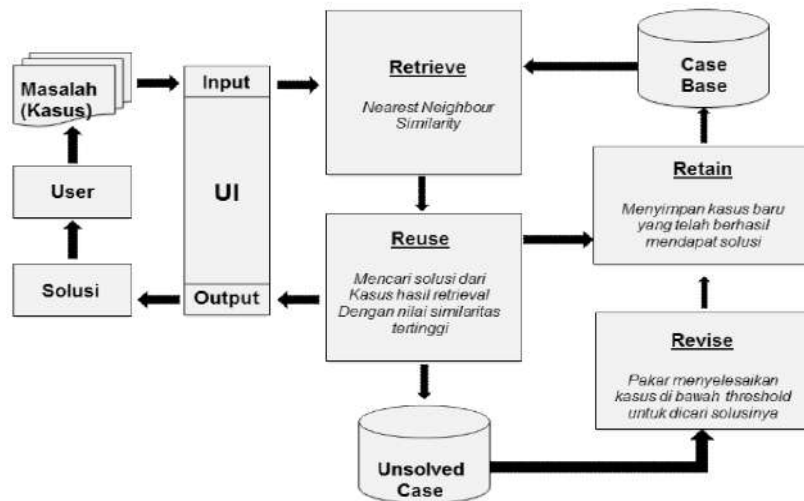 Masalah
(Kasus)
User
Solusi
Input
UI
Output
Retrieve
Nearest Neighbour
Similarity
Reuse
Mencari solusi dari
Kasus hasil retrieval
Dengan nilai similaritas
tertinggi
Unsolved
Case
Case
Base
Retain
Menyimpan kasus baru
yang telah berhasil
mendapat solusi
Revise
Pakar menyelesaikan
kasus di bawah threshold
untuk dicari solusinya